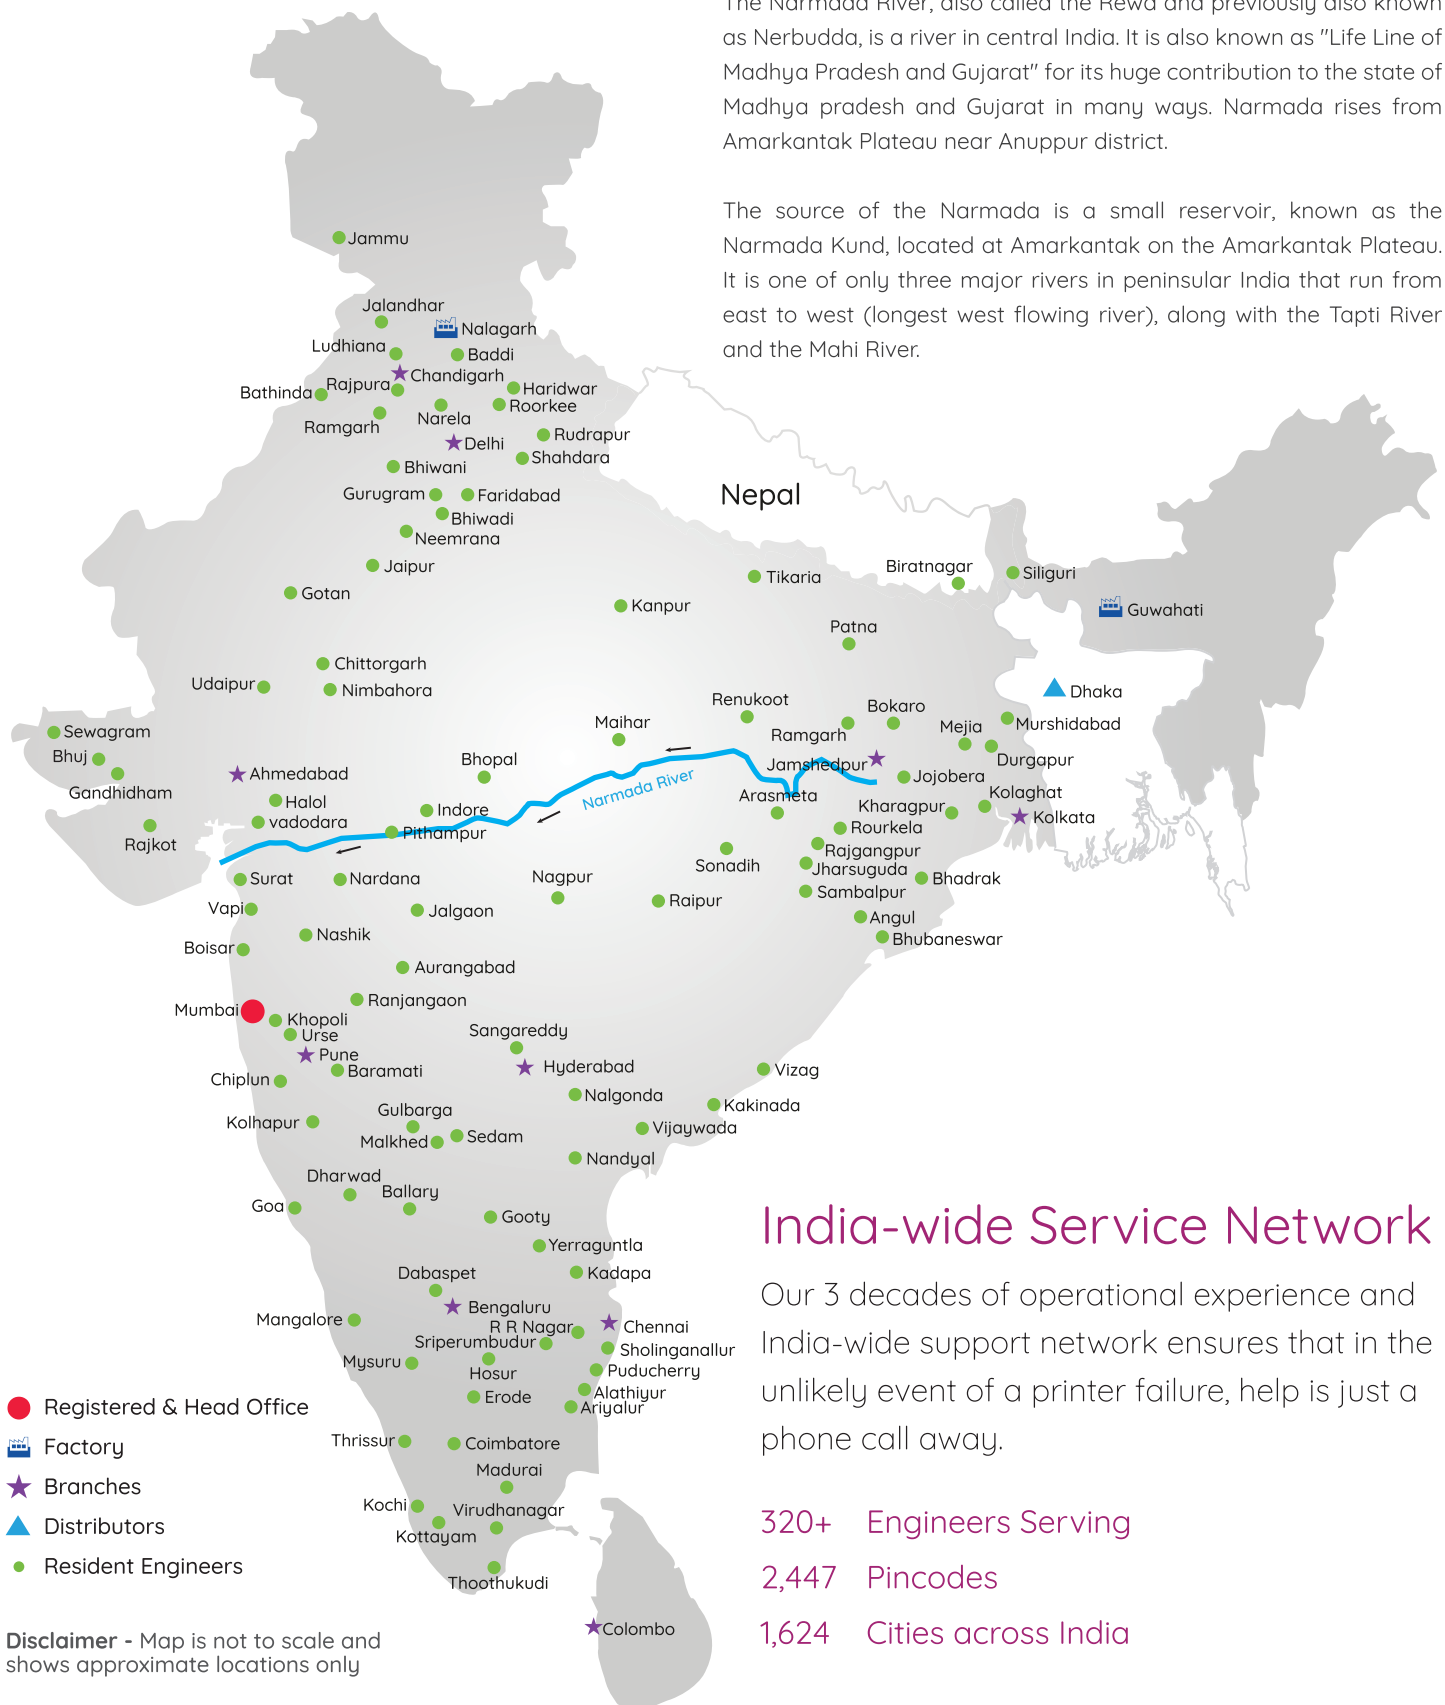 The Narmada River, also called the Rewa and previously also known
as Nerbudda, is a river in central India. It is also known as "Life Line of
Madhya Pradesh and Gujarat" for its huge contribution to the state of
Madhya pradesh and Gujarat in many ways. Narmada rises from
Amarkantak Plateau near Anuppur district.
The source of the Narmada is a small reservoir, known as the
Narmada Kund, located at Amarkantak on the Amarkantak Plateau.
It is one of only three major rivers in peninsular India that run from
east to west (longest west flowing river), along with the Tapti River
and the Mahi River.
Jammu
Jalandhar
Nalagarh
Ludhiana
Baddi
Chandigarh
Rajpura
Bathinda
Haridwar
Roorkee
Narela
Ramgarh
Rudrapur
Delhi
Shahdara
Bhiwani
Gurugram
Faridabad
Bhiwadi
Neemrana
Nepal
Jaipur
Biratnagar
Siliguri
Tikaria
Gotan
Kanpur
Guwahati
Patna
Chittorgarh
Udaipur
Nimbahora
Dhaka
Renukoot
Bokaro
Maihar
Mejia
Murshidabad
Sewagram
Ramgarh
Bhuj
Bhopal
Durgapur
Jamshedpur
Ahmedabad
Jojobera
Gandhidham
Narmada River
Kolaghat
Arasmeta
Halol
Kharagpur
Indore
Kolkata
vadodara
Rourkela
Pithampur
Rajkot
Rajgangpur
Sonadih
Jharsuguda
Surat
Nardana
Nagpur
Bhadrak
Sambalpur
Raipur
Vapi
Jalgaon
Angul
Nashik
Bhubaneswar
Boisar
Aurangabad
Ranjangaon
Mumbai
Khopoli
Sangareddy
Urse
Pune
Hyderabad
Baramati
Vizag
Chiplun
Nalgonda
Kakinada
Gulbarga
Kolhapur
Vijaywada
Sedam
Malkhed
Nandyal
Dharwad
Ballary
Goa
Gooty
Yerraguntla
Dabaspet
Kadapa
Bengaluru
Mangalore
R R Nagar
Chennai
Sriperumbudur
Sholinganallur
Mysuru
Hosur
Puducherry
Alathiyur
Erode
Ariyalur
Thrissur
Coimbatore
Madurai
Kochi
Virudhanagar
Kottayam
Thoothukudi
Colombo
India-wide Service Network
Our 3 decades of operational experience and
India-wide support network ensures that in the
unlikely event of a printer failure, help is just a
phone call away.
320+ Engineers Serving
2,447 Pincodes
1,624 Cities across India
Registered & Head Office
Factory
Branches
Distributors
Resident Engineers
Disclaimer - Map is not to scale and
shows approximate locations only